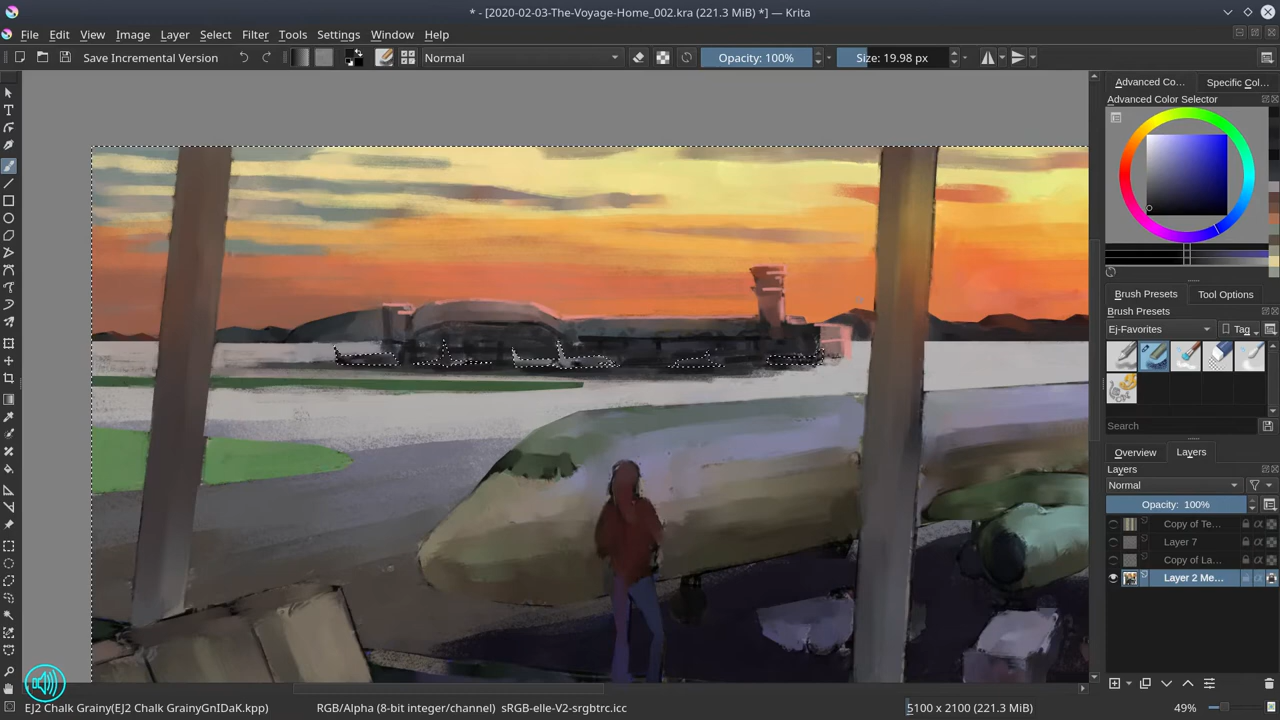 * - [2020-02-03-The-Voyage-Home_002.kra (221.3 MiB) *] — Krita
File Edit View Image Layer Select Filter Tools Settings Window Help
Save Incremental Version
Normal
Opacity: 100%
Size: 19.98 px
Advanced Co...
Specific Col...
Advanced Color Selector
Brush Presets
Tool Options
Brush Presets
Ej-Favorites
Tag
Search
Overview
Layers
Layers
Normal
Opacity: 100%
Copy of Te...
Layer 7
Copy of La...
Layer 2 Me...
EJ2 Chalk Grainy(EJ2 Chalk GrainyGnIDaK.kpp)
RGB/Alpha (8-bit integer/channel) sRGB-elle-V2-srgbtrc.icc
5100 x 2100 (221.3 MiB)
49%